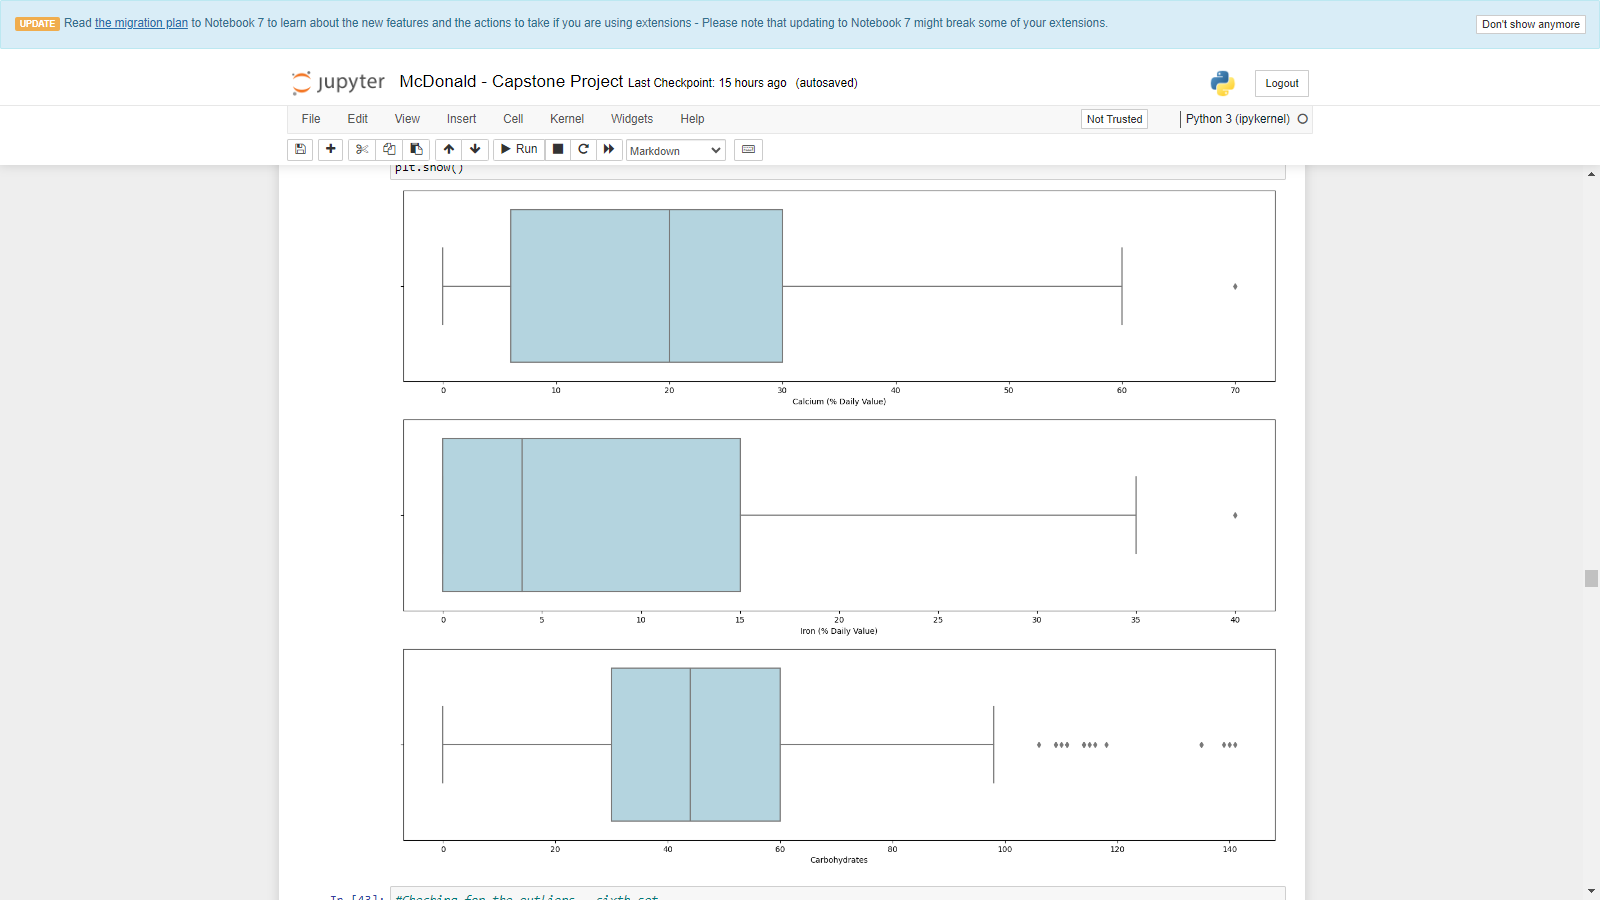 UPDATE Read the migration plan to Notebook 7 to learn about the new features and the actions to take if you are using extensions - Please note that updating to Notebook 7 might break some of your extensions. Don't show anymore
jupyter McDonald - Capstone Project Last Checkpoint: 15 hours ago (autosaved) Logout
File Edit View Insert Cell Kernel Widgets Help Not Trusted Python 3 (ipykernel)
Run Markdown
plt.show()
0 10 20 30 40 50 60 70
Calcium (% Daily Value)
0 5 10 15 20 25 30 35 40
Iron (% Daily Value)
0 20 40 60 80 100 120 140
Carbohydrates
In [43]: #Checking for the outliers - sixth set